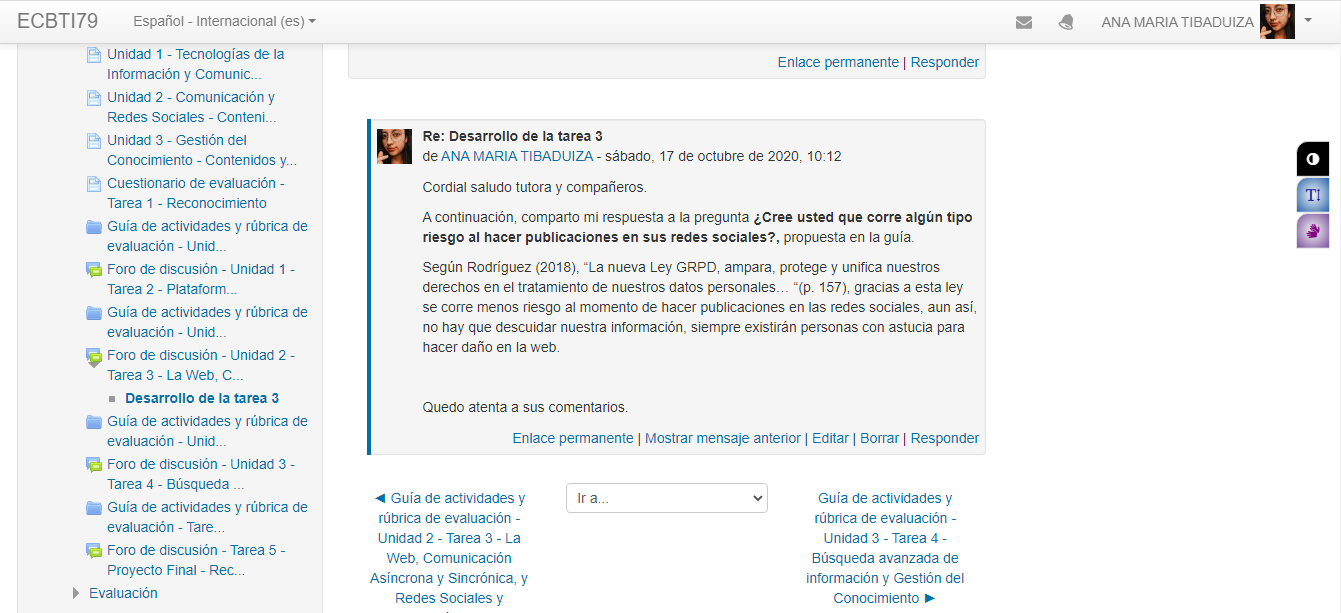 ECBTI79
Español - Internacional (es)
ANA MARIA TIBADUIZA
Unidad 1 - Tecnologías de la
Información y Comunic...
Unidad 2 - Comunicación y
Redes Sociales - Conteni...
Unidad 3 - Gestión del
Conocimiento - Contenidos y...
Cuestionario de evaluación -
Tarea 1 - Reconocimiento
Guía de actividades y rúbrica de
evaluación - Unid...
Foro de discusión - Unidad 1 -
Tarea 2 - Plataform...
Guía de actividades y rúbrica de
evaluación - Unid...
Foro de discusión - Unidad 2 -
Tarea 3 - La Web, C...
Desarrollo de la tarea 3
Guía de actividades y rúbrica de
evaluación - Unid...
Foro de discusión - Unidad 3 -
Tarea 4 - Búsqueda ...
Guía de actividades y rúbrica de
evaluación - Tare...
Foro de discusión - Tarea 5 -
Proyecto Final - Rec...
Evaluación
Enlace permanente | Responder
Re: Desarrollo de la tarea 3
de ANA MARIA TIBADUIZA - sábado, 17 de octubre de 2020, 10:12
Cordial saludo tutora y compañeros.
A continuación, comparto mi respuesta a la pregunta ¿Cree usted que corre algún tipo
riesgo al hacer publicaciones en sus redes sociales?, propuesta en la guía.
Según Rodríguez (2018), “La nueva Ley GRPD, ampara, protege y unifica nuestros
derechos en el tratamiento de nuestros datos personales… “(p. 157), gracias a esta ley
se corre menos riesgo al momento de hacer publicaciones en las redes sociales, aun así,
no hay que descuidar nuestra información, siempre existirán personas con astucia para
hacer daño en la web.
Quedo atenta a sus comentarios.
Enlace permanente | Mostrar mensaje anterior | Editar | Borrar | Responder
◄ Guía de actividades y
rúbrica de evaluación -
Unidad 2 - Tarea 3 - La
Web, Comunicación
Asíncrona y Sincrónica, y
Redes Sociales y
Ir a...
Guía de actividades y
rúbrica de evaluación -
Unidad 3 - Tarea 4 -
Búsqueda avanzada de
información y Gestión del
Conocimiento ►
T